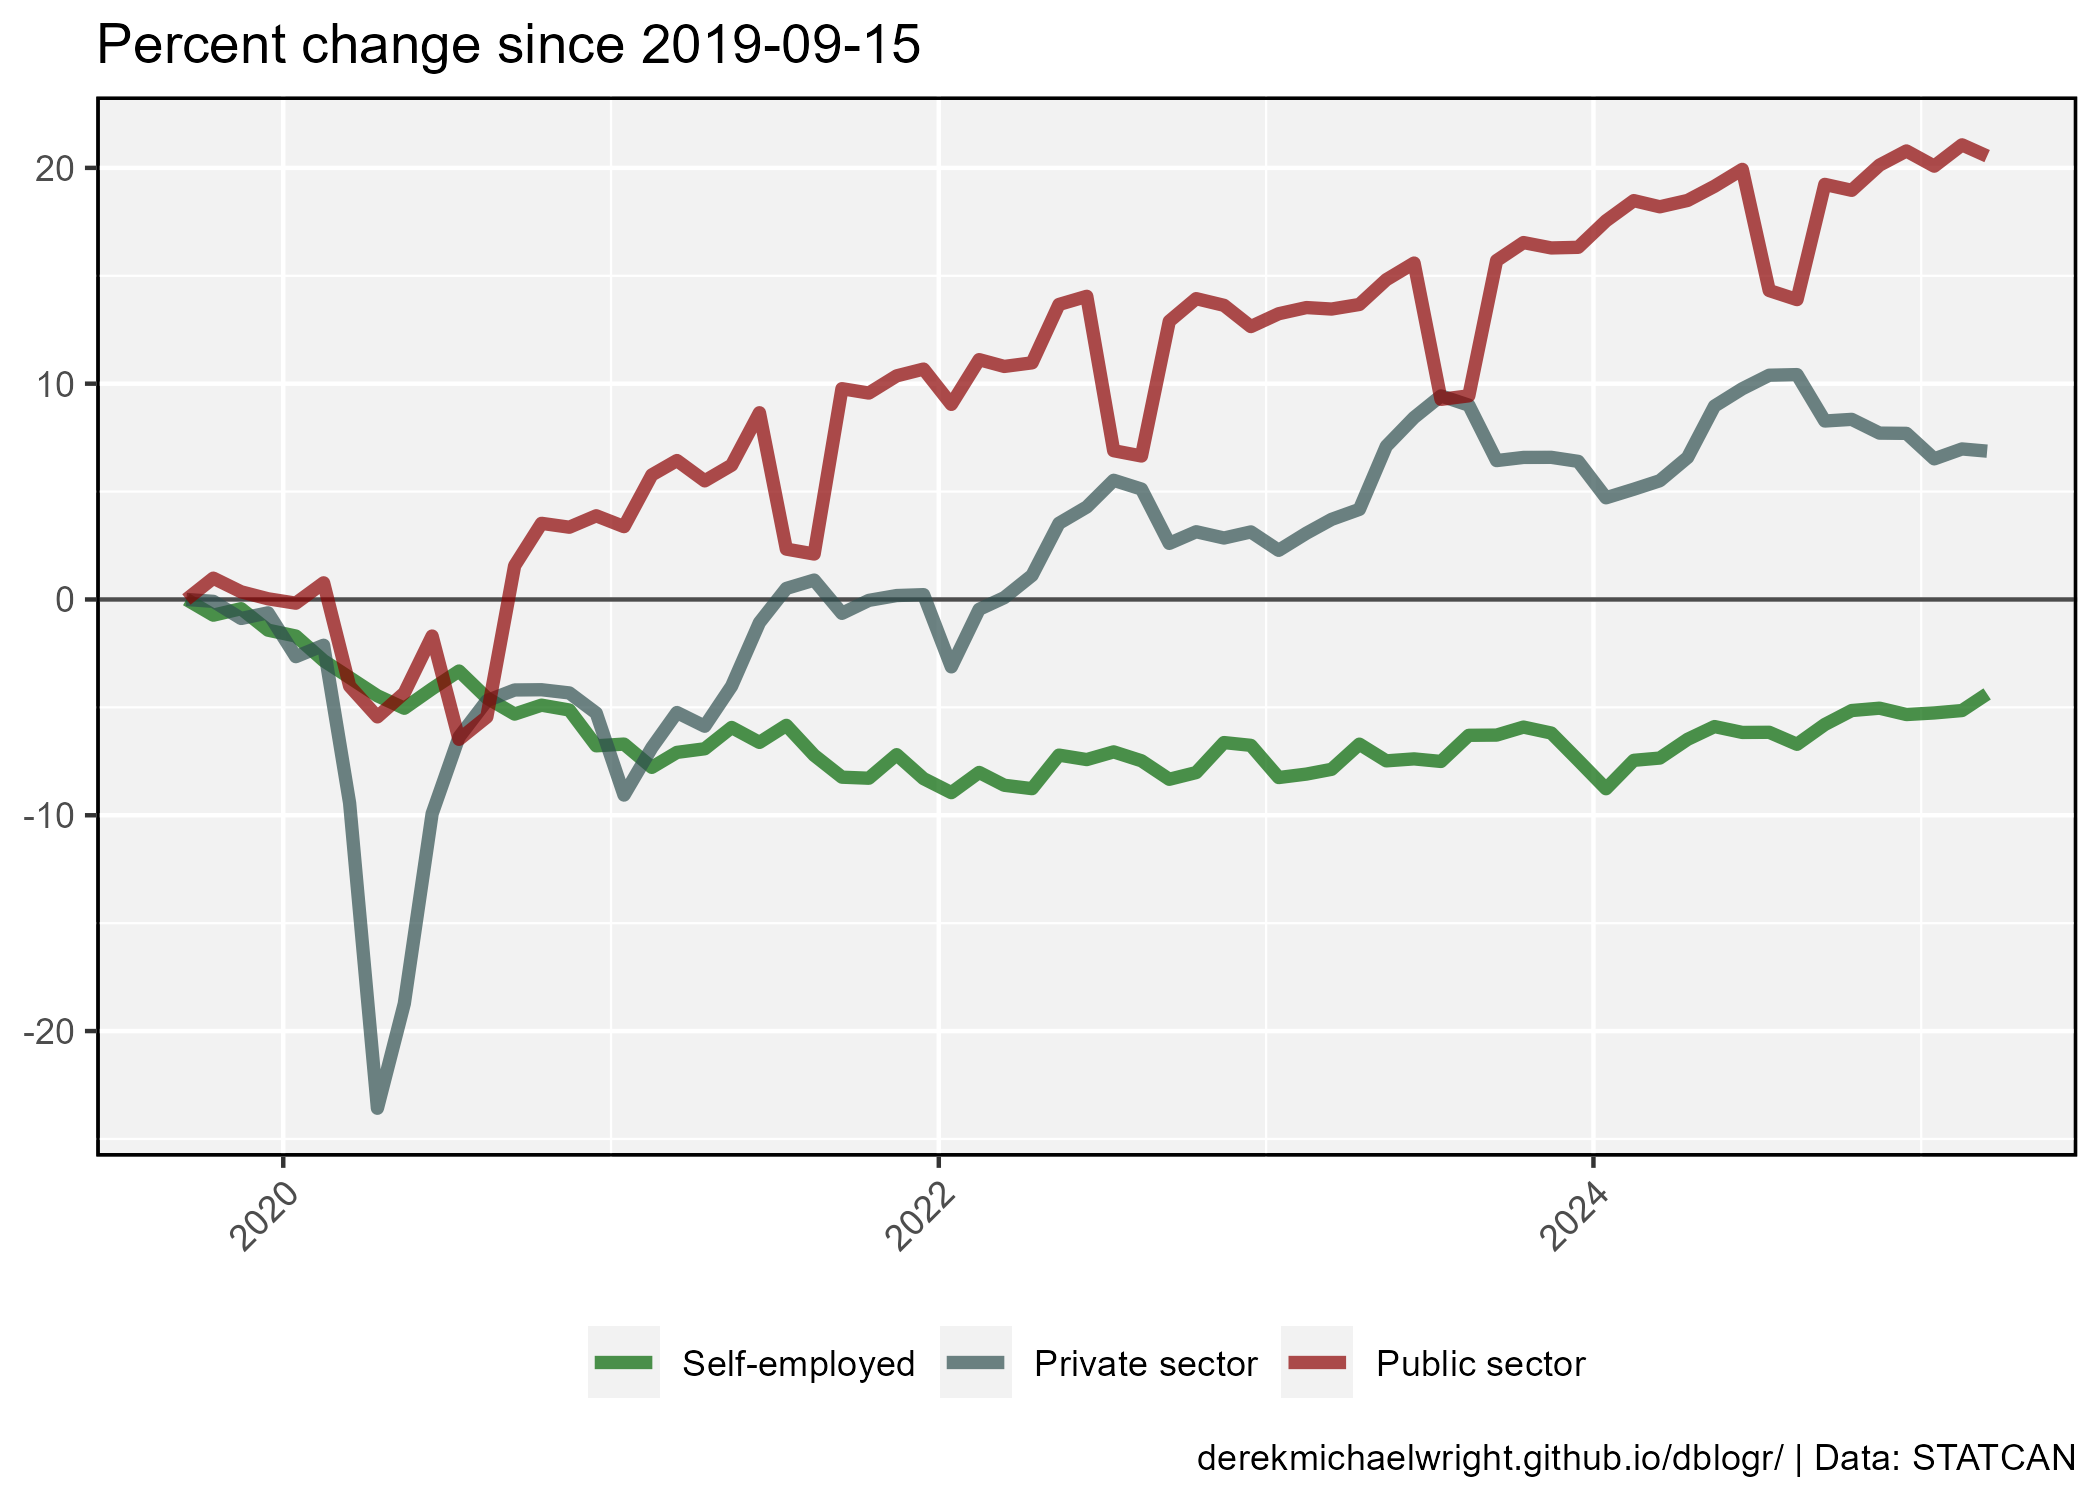 Percent change since 2019-09-15
20
10
0
-10
-20
2020
2022
2024
Self-employed
Private sector
Public sector
derekmichaelwright.github.io/dblogr/ | Data: STATCAN